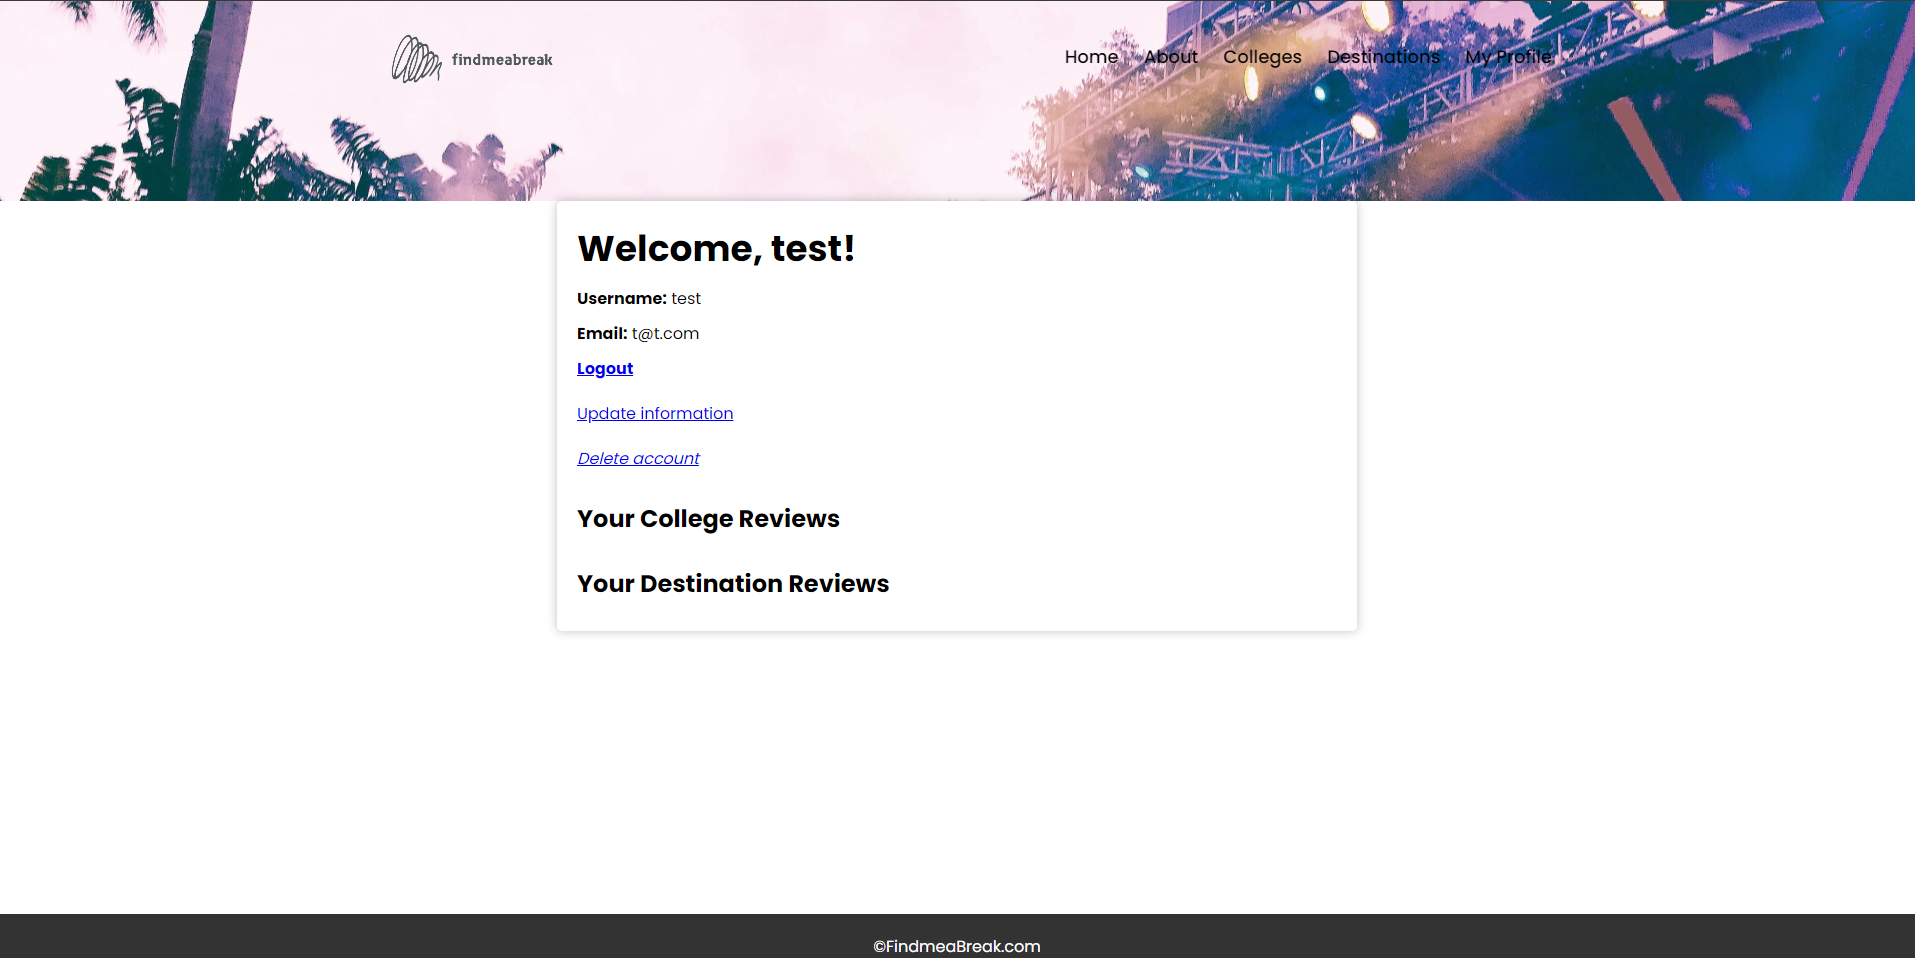 findmeabreak
Home About Colleges Destinations My Profile
Welcome, test!
Username: test
Email: t@t.com
Logout
Update information
Delete account
Your College Reviews
Your Destination Reviews
©FindmeaBreak.com